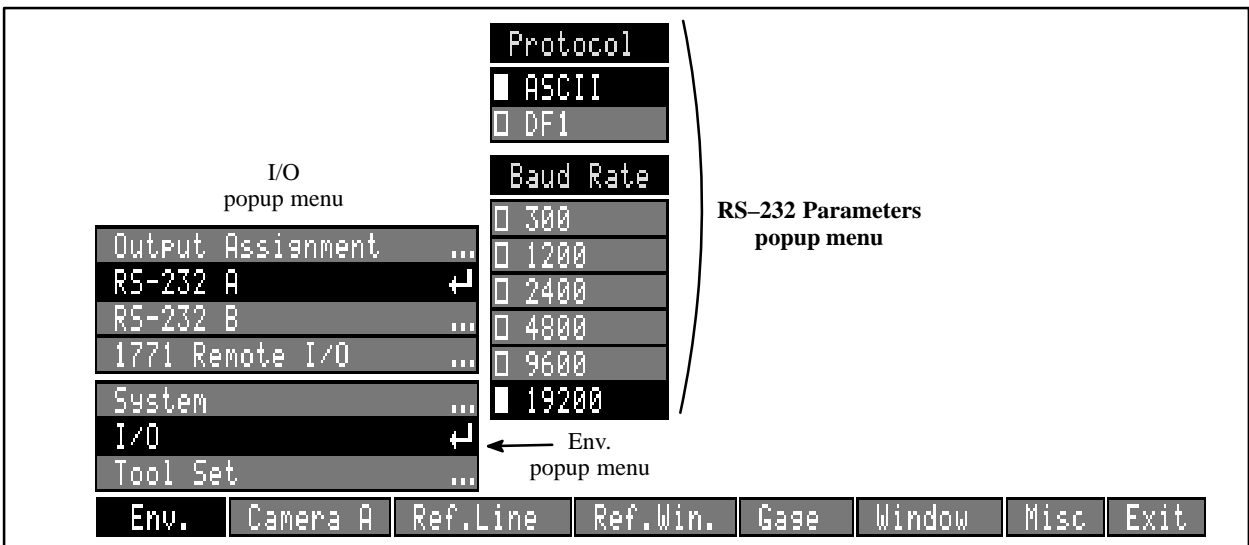 Protocol
ASCII
DF1
Baud Rate
300
1200
2400
4800
9600
19200
RS–232 Parameters
popup menu
I/O
popup menu
Output Assignment ...
RS-232 A
RS-232 B ...
1771 Remote I/O ...
System ...
I/O
Tool Set ...
Env.
popup menu
Env. Camera A Ref.Line Ref.Win. Gage Window Misc Exit